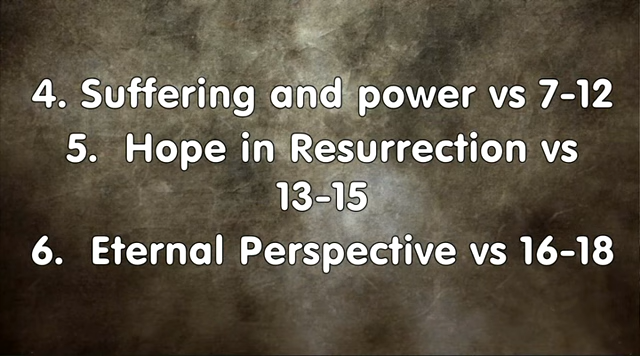 4. Suffering and power vs 7-12
5.  Hope in Resurrection vs
13-15
6.  Eternal Perspective vs 16-18